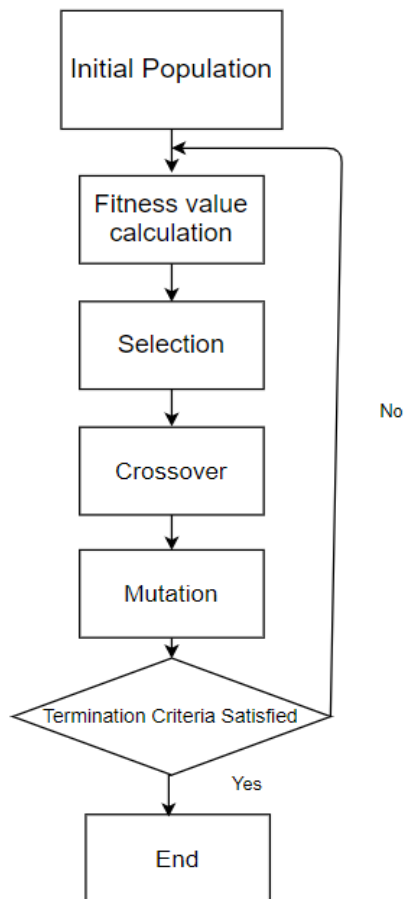 Initial Population
Fitness value
calculation
Selection
Crossover
No
Mutation
Termination Criteria Satisfied
Yes
End